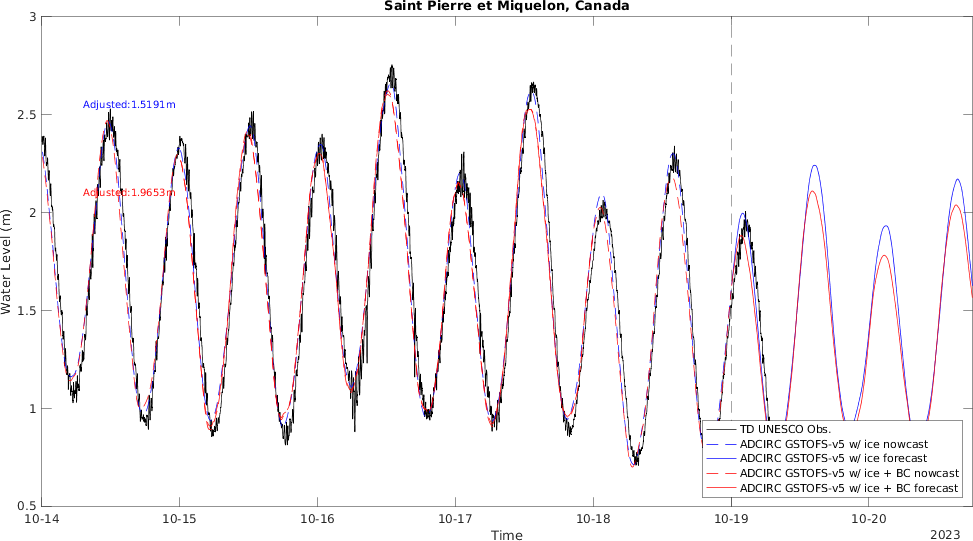 Saint Pierre et Miquelon, Canada
3
2.5
2
1.5
1
0.5
Water Level (m)
Adjusted:1.5191m
Adjusted:1.9653m
TD UNESCO Obs.
ADCIRC GSTOFS-v5 w/ ice nowcast
ADCIRC GSTOFS-v5 w/ ice forecast
ADCIRC GSTOFS-v5 w/ ice + BC nowcast
ADCIRC GSTOFS-v5 w/ ice + BC forecast
10-14 10-15 10-16 10-17 10-18 10-19 10-20
Time
2023